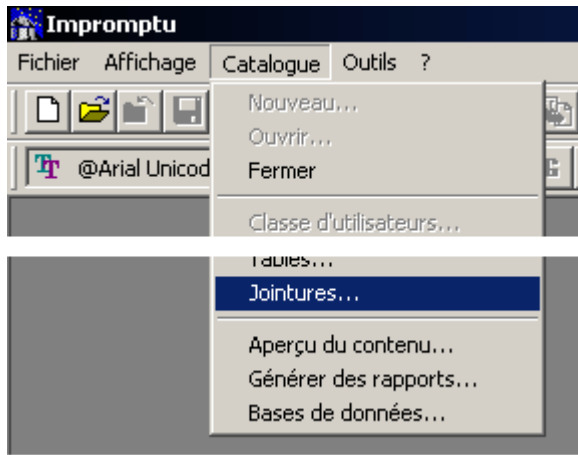 Impromptu
Fichier Affichage Catalogue Outils ?
Nouveau...
Ouvrir...
@Arial Unicod
Fermer
Classe d'utilisateurs...
Tables...
Jointures...
Aperçu du contenu...
Générer des rapports...
Bases de données...